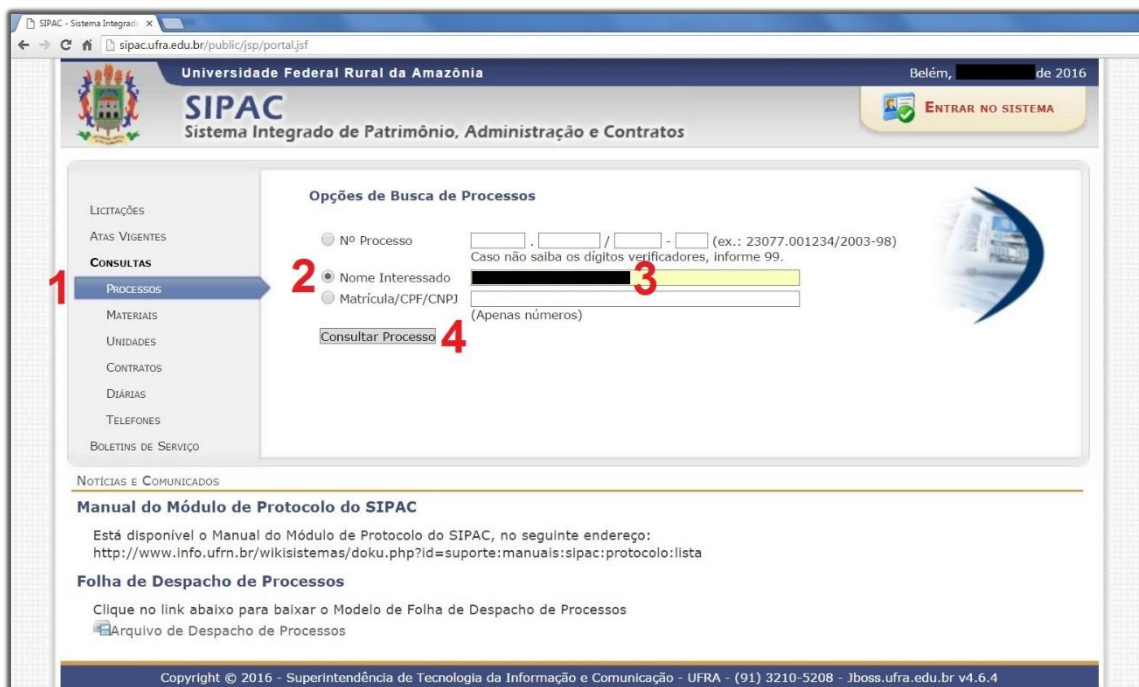 SIPAC - Sistema Integrad
sipac.ufra.edu.br/public/jsp/portal.jsf
Universidade Federal Rural da Amazônia
Belém, de 2016
SIPAC
Sistema Integrado de Patrimônio, Administração e Contratos
ENTRAR NO SISTEMA
LICITAÇÕES
ATAS VIGENTES
CONSULTAS
1
PROCESSOS
MATERIAIS
UNIDADES
CONTRATOS
DIÁRIAS
TELEFONES
BOLETINS DE SERVIÇO
Opções de Busca de Processos
Nº Processo . / - (ex.: 23077.001234/2003-98)
Caso não saiba os dígitos verificadores, informe 99.
2 Nome Interessado 3
Matrícula/CPF/CNPJ
(Apenas números)
Consultar Processo 4
NOTÍCIAS E COMUNICADOS
Manual do Módulo de Protocolo do SIPAC
Está disponível o Manual do Módulo de Protocolo do SIPAC, no seguinte endereço:
http://www.info.ufrn.br/wikisistemas/doku.php?id=suporte:manuais:sipac:protocolo:lista
Folha de Despacho de Processos
Clique no link abaixo para baixar o Modelo de Folha de Despacho de Processos
Arquivo de Despacho de Processos
Copyright © 2016 - Superintendência de Tecnologia da Informação e Comunicação - UFRA - (91) 3210-5208 - Jboss.ufra.edu.br v4.6.4